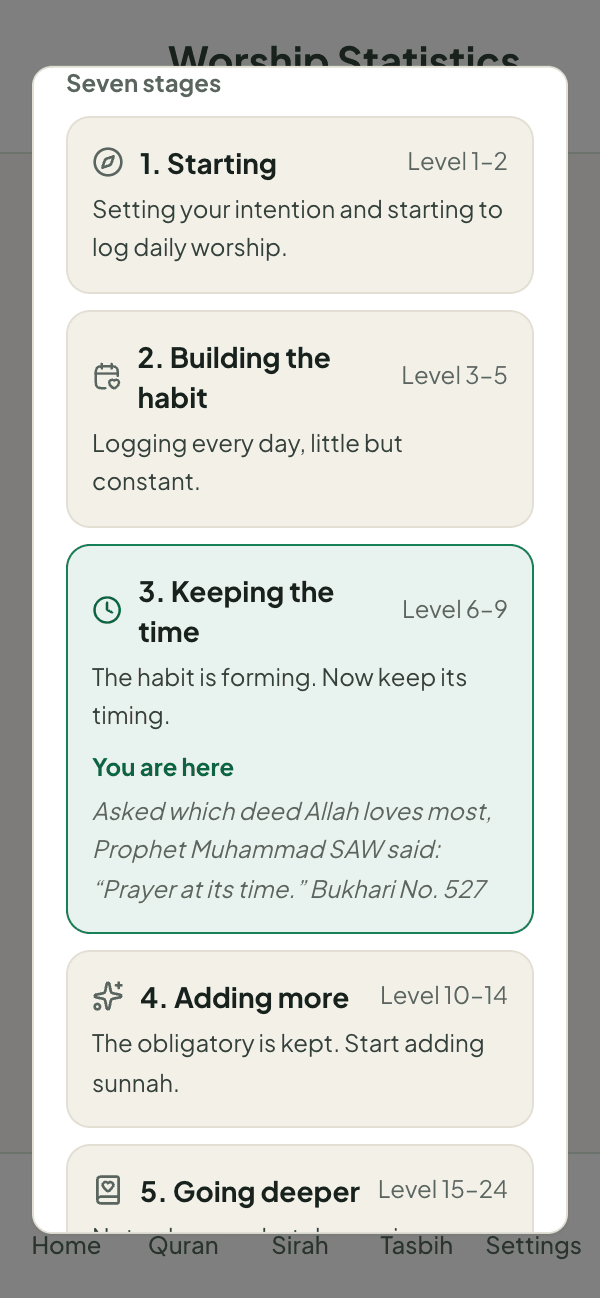 Worship Statistics
Seven stages
1. Starting
Level 1–2
Setting your intention and starting to
log daily worship.
2. Building the
habit
Level 3–5
Logging every day, little but
constant.
3. Keeping the
time
Level 6–9
The habit is forming. Now keep its
timing.
You are here
Asked which deed Allah loves most,
Prophet Muhammad SAW said:
“Prayer at its time.” Bukhari No. 527
4. Adding more
Level 10–14
The obligatory is kept. Start adding
sunnah.
5. Going deeper
Level 15–24
Home
Quran
Sirah
Tasbih
Settings